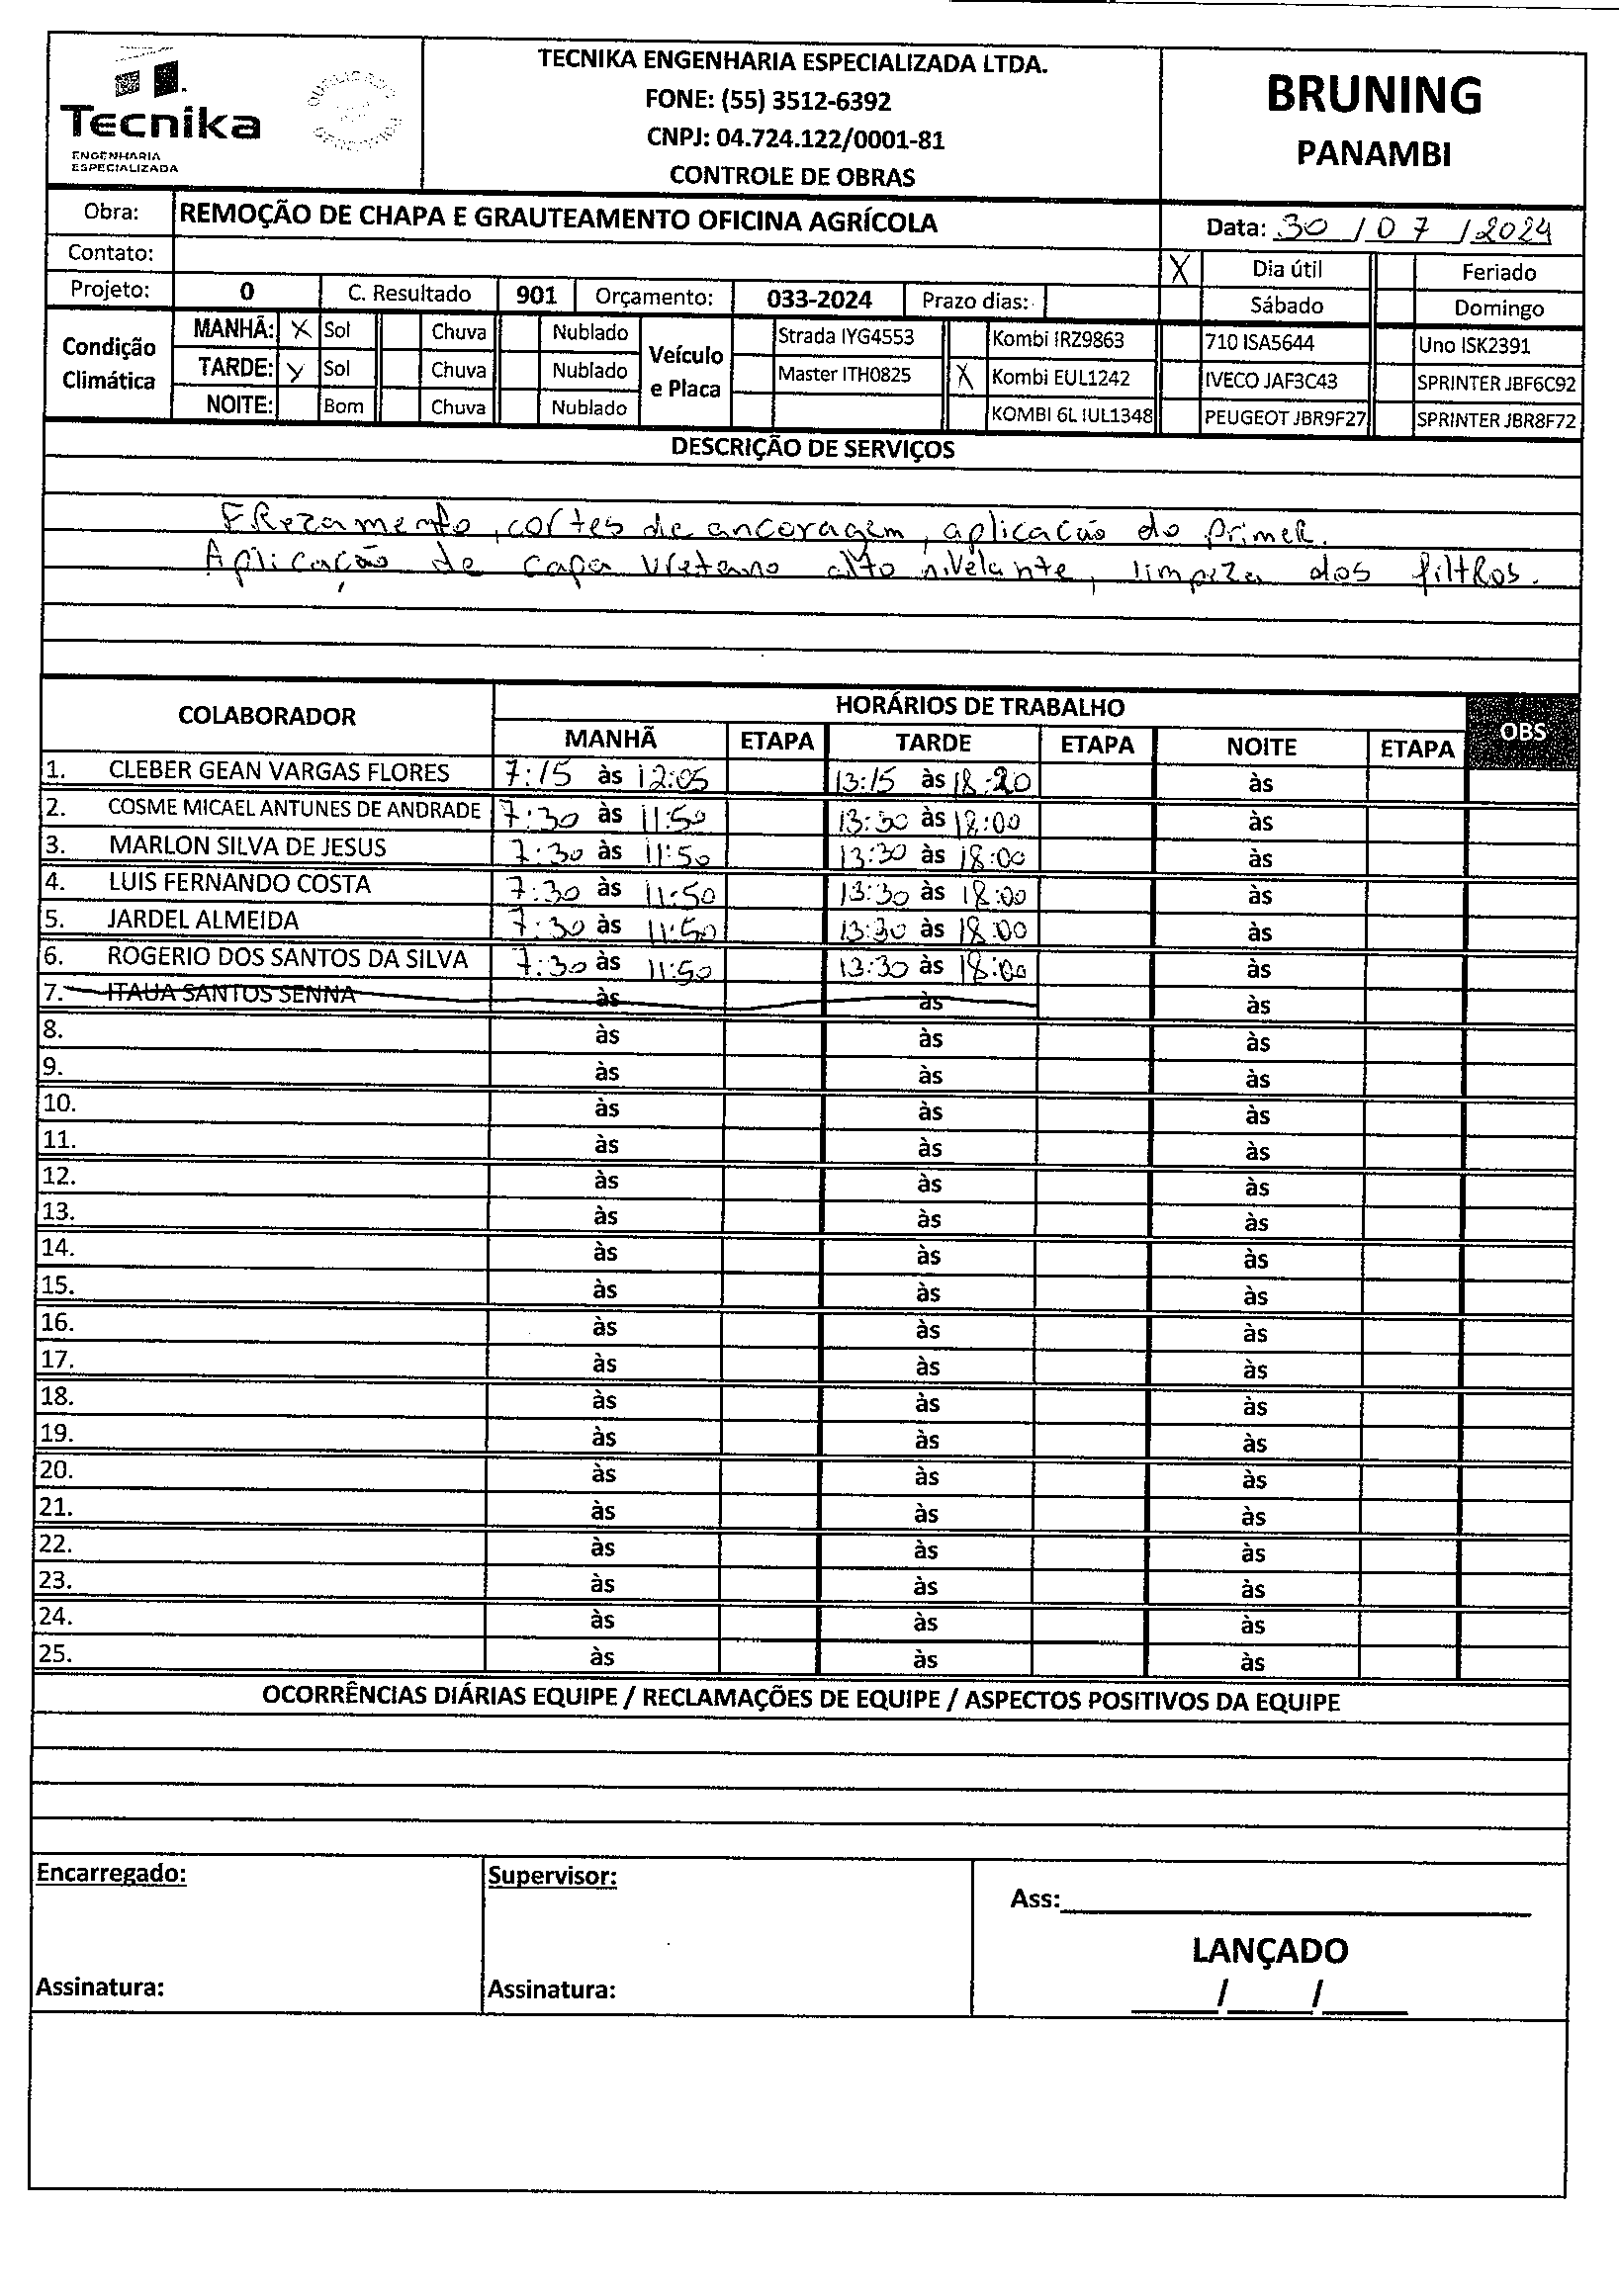 Tecnika
ENGENHARIA
ESPECIALIZADA
TECNIKA ENGENHARIA ESPECIALIZADA LTDA.
FONE: (55) 3512-6392
CNPJ: 04.724.122/0001-81
CONTROLE DE OBRAS
BRUNING
PANAMBI
Obra: REMOÇÃO DE CHAPA E GRAUTEAMENTO OFICINA AGRÍCOLA Data: 30 / 07 / 2024
Contato: X Dia útil Feriado
Projeto: 0 C. Resultado 901 Orçamento: 033-2024 Prazo dias: Sábado Domingo
Condição Climática
MANHÃ: X Sol Chuva Nublado
TARDE: X Sol Chuva Nublado
NOITE: Bom Chuva Nublado
Veículo e Placa
Strada IYG4553 Kombi IRZ9863 710 ISA5644 Uno ISK2391
Master ITH0825 X Kombi EUL1242 IVECO JAF3C43 SPRINTER JBF6C92
KOMBI 6L IUL1348 PEUGEOT JBR9F27 SPRINTER JBR8F72
DESCRIÇÃO DE SERVIÇOS
FRezamento, cortes de ancoragem, aplicação do primeR.
Aplicação de capa Uretano alto nivelante, limpeza dos filtRos.
COLABORADOR HORÁRIOS DE TRABALHO OBS
MANHÃ ETAPA TARDE ETAPA NOITE ETAPA
1. CLEBER GEAN VARGAS FLORES 7:15 às 12:05 13:15 às 18:20 às
2. COSME MICAEL ANTUNES DE ANDRADE 7:30 às 11:50 13:30 às 18:00 às
3. MARLON SILVA DE JESUS 7:30 às 11:50 13:30 às 18:00 às
4. LUIS FERNANDO COSTA 7:30 às 11:50 13:30 às 18:00 às
5. JARDEL ALMEIDA 7:30 às 11:50 13:30 às 18:00 às
6. ROGERIO DOS SANTOS DA SILVA 7:30 às 11:50 13:30 às 18:00 às
7. ITAUA SANTOS SENNA às às às
8. às às às
9. às às às
10. às às às
11. às às às
12. às às às
13. às às às
14. às às às
15. às às às
16. às às às
17. às às às
18. às às às
19. às às às
20. às às às
21. às às às
22. às às às
23. às às às
24. às às às
25. às às às
OCORRÊNCIAS DIÁRIAS EQUIPE / RECLAMAÇÕES DE EQUIPE / ASPECTOS POSITIVOS DA EQUIPE
Encarregado: Supervisor:
Ass:
LANÇADO
Assinatura: Assinatura: / /